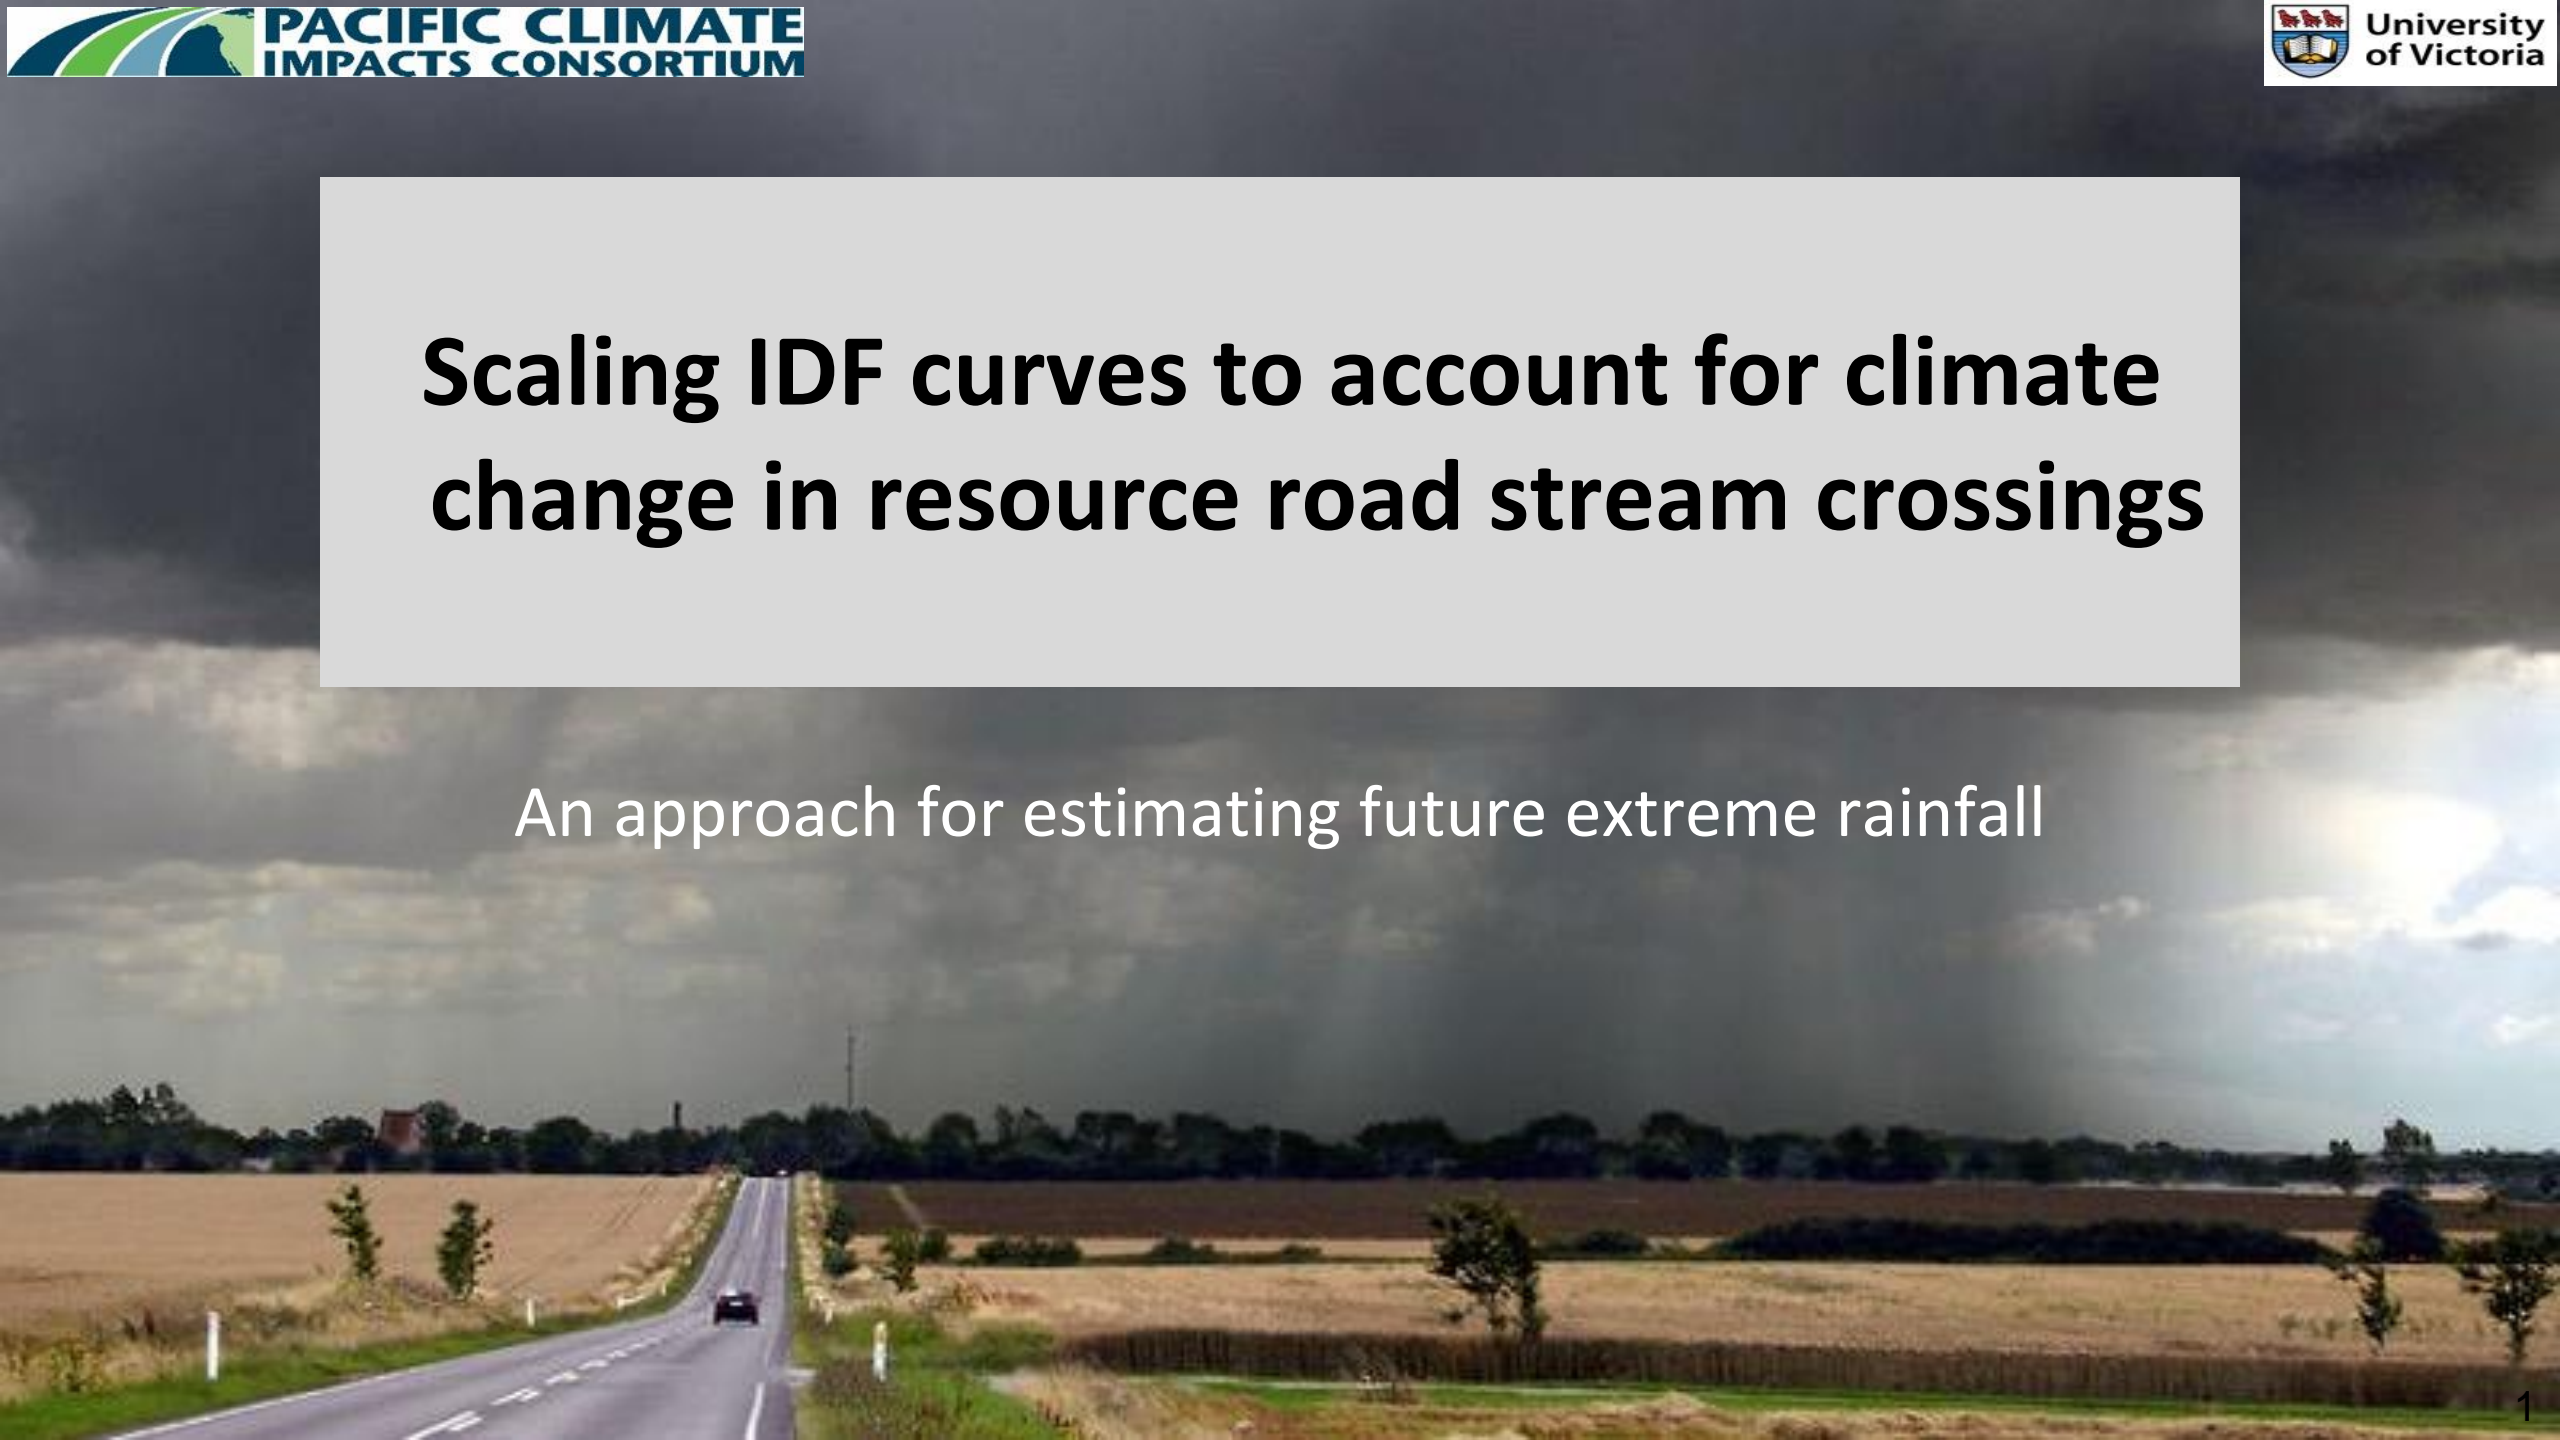 PACIFIC CLIMATE
IMPACTS CONSORTIUM
University
of Victoria
Scaling IDF curves to account for climate
change in resource road stream crossings
An approach for estimating future extreme rainfall
1